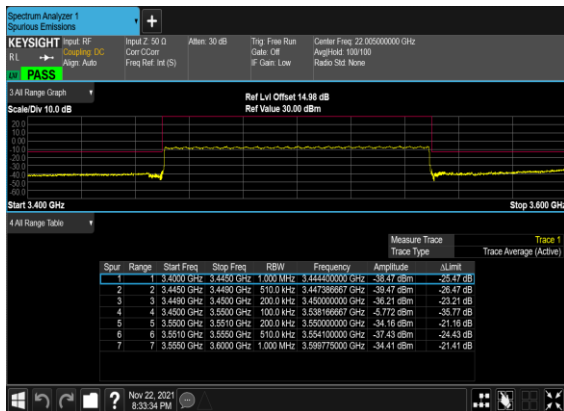 Spectrum Analyzer 1
Spurious Emissions
+
KEYSIGHT Input: RF Input Z: 50 Ω Atten: 30 dB Trig: Free Run Center Freq: 22.005000000 GHz
RL Coupling: DC Corr CCorr Gate: Off Avg|Hold: 100/100
Align: Auto Freq Ref: Int (S) IF Gain: Low Radio Std: None
PASS
3 All Range Graph
Ref Lvl Offset 14.98 dB
Scale/Div 10.0 dB Ref Value 30.00 dBm
20.0
10.0
0.00
-10.0
-20.0
-30.0
-40.0
-50.0
-60.0
Start 3.400 GHz Stop 3.600 GHz
4 All Range Table
Measure Trace Trace 1
Trace Type Trace Average (Active)
Spur Range Start Freq Stop Freq RBW Frequency Amplitude ΔLimit
1 1 3.4000 GHz 3.4450 GHz 1.000 MHz 3.444400000 GHz -38.47 dBm -25.47 dB
2 2 3.4450 GHz 3.4490 GHz 510.0 kHz 3.447386667 GHz -39.47 dBm -26.47 dB
3 3 3.4490 GHz 3.4500 GHz 200.0 kHz 3.450000000 GHz -36.21 dBm -23.21 dB
4 4 3.4500 GHz 3.5500 GHz 100.0 kHz 3.538166667 GHz -5.772 dBm -35.77 dB
5 5 3.5500 GHz 3.5510 GHz 200.0 kHz 3.550000000 GHz -34.16 dBm -21.16 dB
6 6 3.5510 GHz 3.5550 GHz 510.0 kHz 3.554100000 GHz -37.43 dBm -24.43 dB
7 7 3.5550 GHz 3.6000 GHz 1.000 MHz 3.599775000 GHz -34.41 dBm -21.41 dB
? Nov 22, 2021
8:33:34 PM